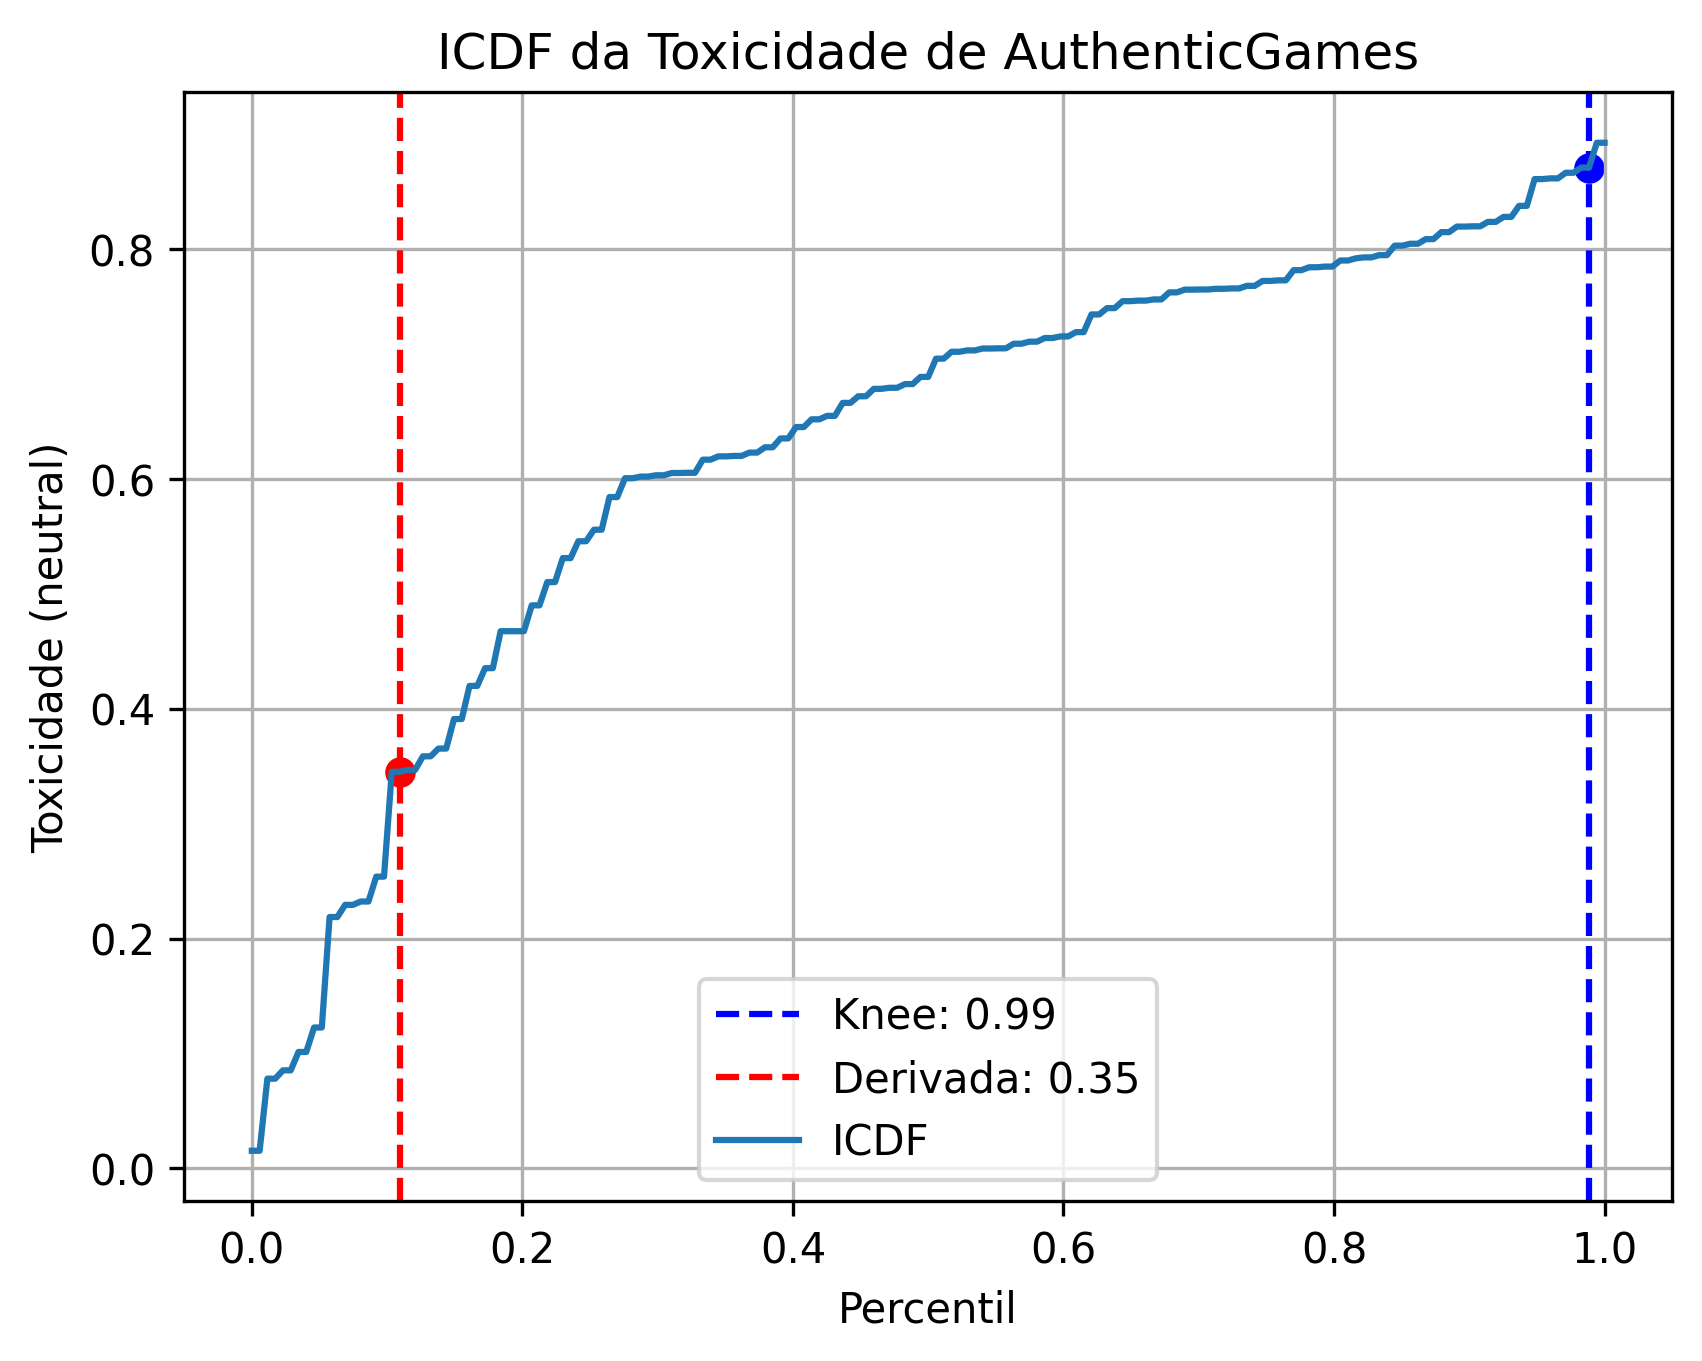 ICDF da Toxicidade de AuthenticGames
Toxicidade (neutral)
0.8
0.6
0.4
0.2
0.0
Knee: 0.99
Derivada: 0.35
ICDF
0.0 0.2 0.4 0.6 0.8 1.0
Percentil